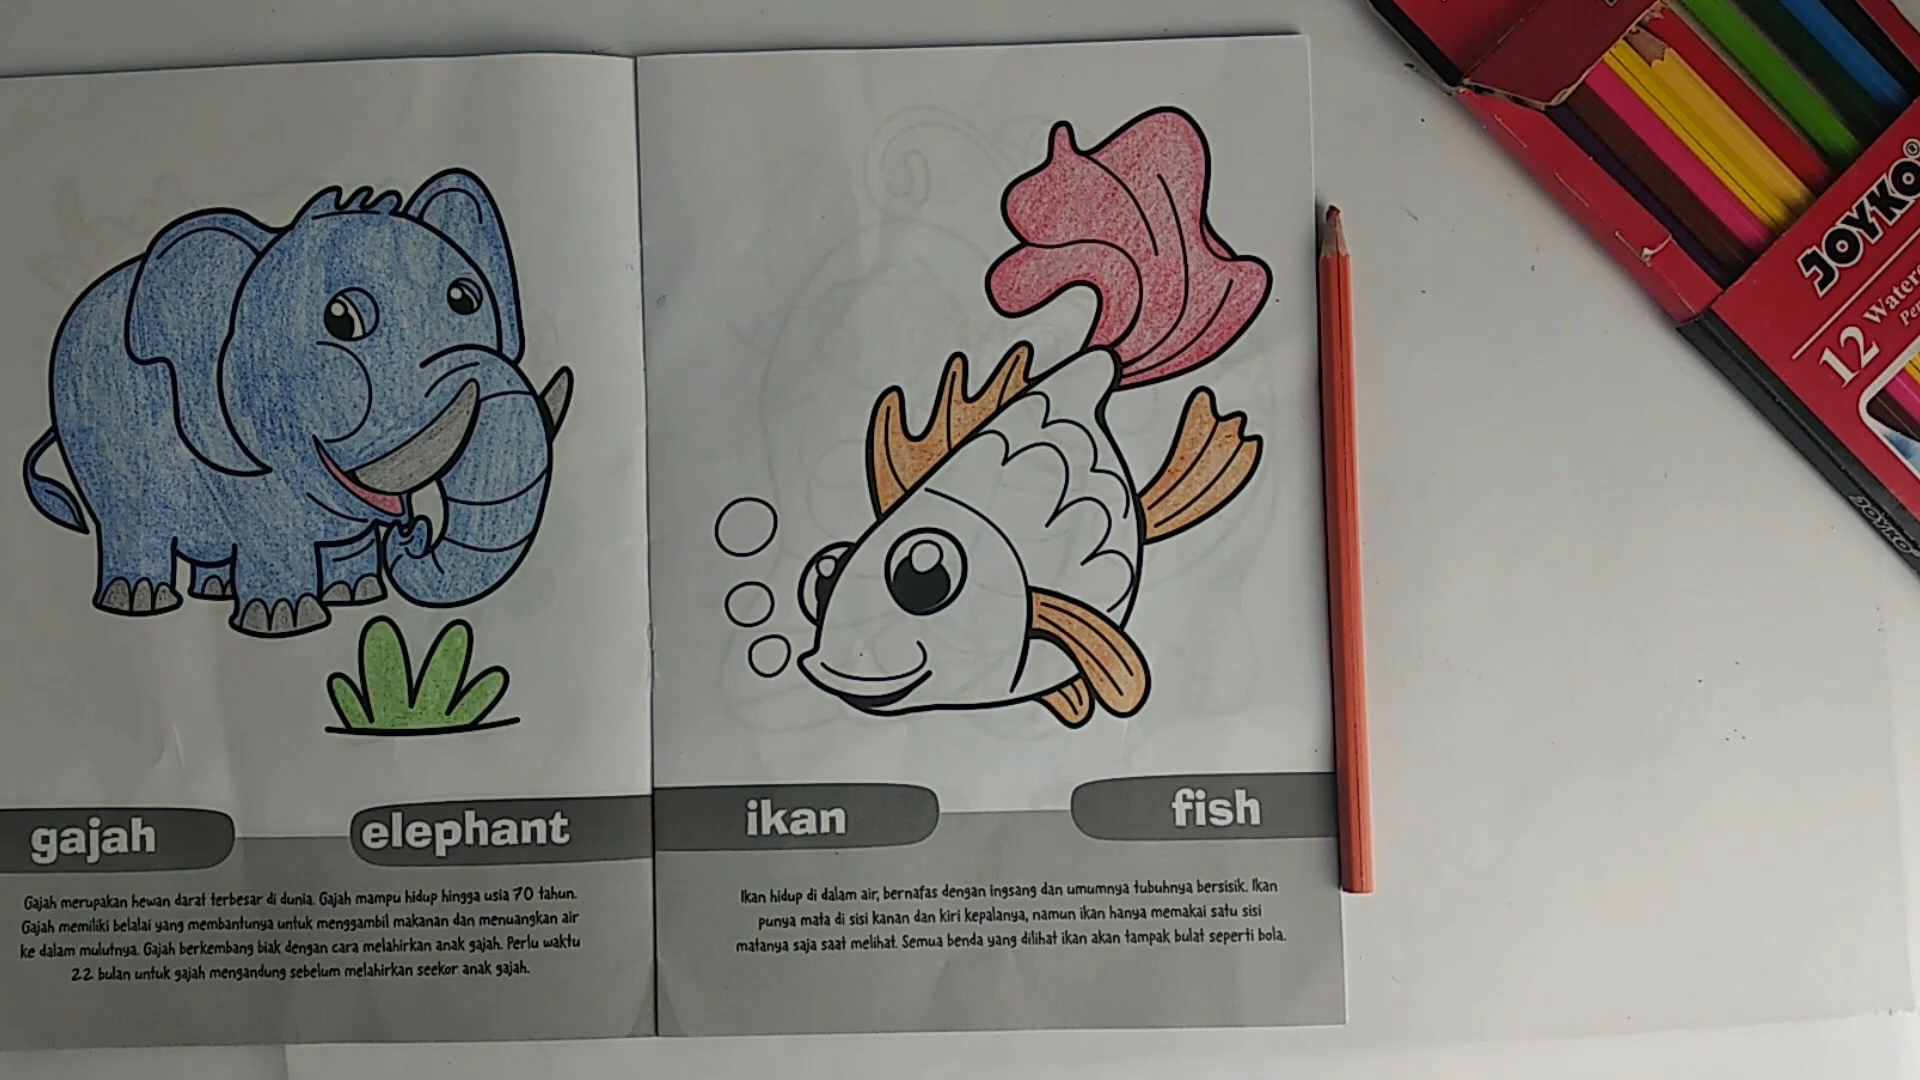 gajah
elephant
Gajah merupakan hewan darat terbesar di dunia. Gajah mampu hidup hingga usia 70 tahun.
Gajah memiliki belalai yang membantunya untuk menggambil makanan dan menuangkan air
ke dalam mulutnya. Gajah berkembang biak dengan cara melahirkan anak gajah. Perlu waktu
22 bulan untuk gajah mengandung sebelum melahirkan seekor anak gajah.
ikan
fish
Ikan hidup di dalam air, bernafas dengan ingsang dan umumnya tubuhnya bersisik. Ikan
punya mata di sisi kanan dan kiri kepalanya, namun ikan hanya memakai satu sisi
matanya saja saat melihat. Semua benda yang dilihat ikan akan tampak bulat seperti bola.
JOYKO®
12
JOYKO